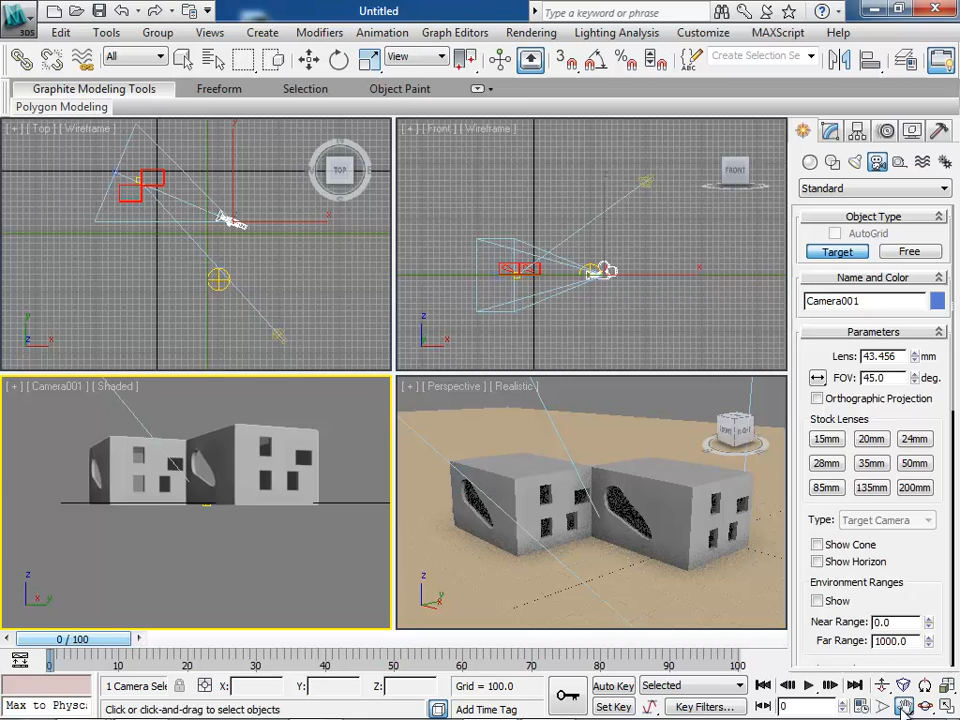 3DS
Untitled
Type a keyword or phrase
Edit Tools Group Views Create Modifiers Animation Graph Editors Rendering Lighting Analysis Customize MAXScript Help
All View 3 Create Selection Se
Graphite Modeling Tools Freeform Selection Object Paint
Polygon Modeling
[ + ] [ Top ] [ Wireframe ] TOP y x y z x
[ + ] [ Front ] [ Wireframe ] FRONT x z x
[ + ] [ Camera001 ] [ Shaded ] z x y
[ + ] [ Perspective ] [ Realistic ] z y x
Standard
Object Type
AutoGrid
Target Free
Name and Color
Camera001
Parameters
Lens: 43.456 mm
FOV: 45.0 deg.
Orthographic Projection
Stock Lenses
15mm 20mm 24mm
28mm 35mm 50mm
85mm 135mm 200mm
Type: Target Camera
Show Cone
Show Horizon
Environment Ranges
Show
Near Range: 0.0
Far Range: 1000.0
0 / 100
0 10 20 30 40 50 60 70 80 90 100
1 Camera Sele X: Y: Z: Grid = 100.0 Auto Key Selected
Max to Physc Click or click-and-drag to select objects Add Time Tag Set Key Key Filters... 0